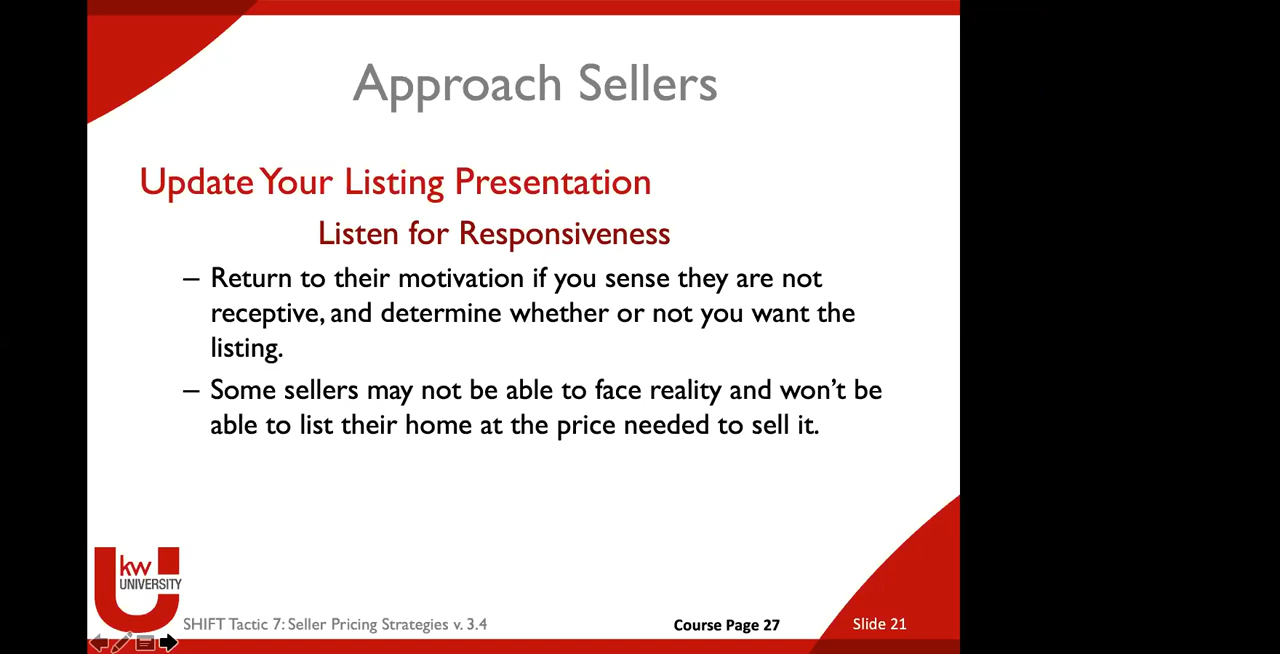 Approach Sellers
Update Your Listing Presentation
Listen for Responsiveness
– Return to their motivation if you sense they are not
receptive, and determine whether or not you want the
listing.
– Some sellers may not be able to face reality and won't be
able to list their home at the price needed to sell it.
kw
UNIVERSITY
SHIFT Tactic 7: Seller Pricing Strategies v. 3.4
Course Page 27
Slide 21